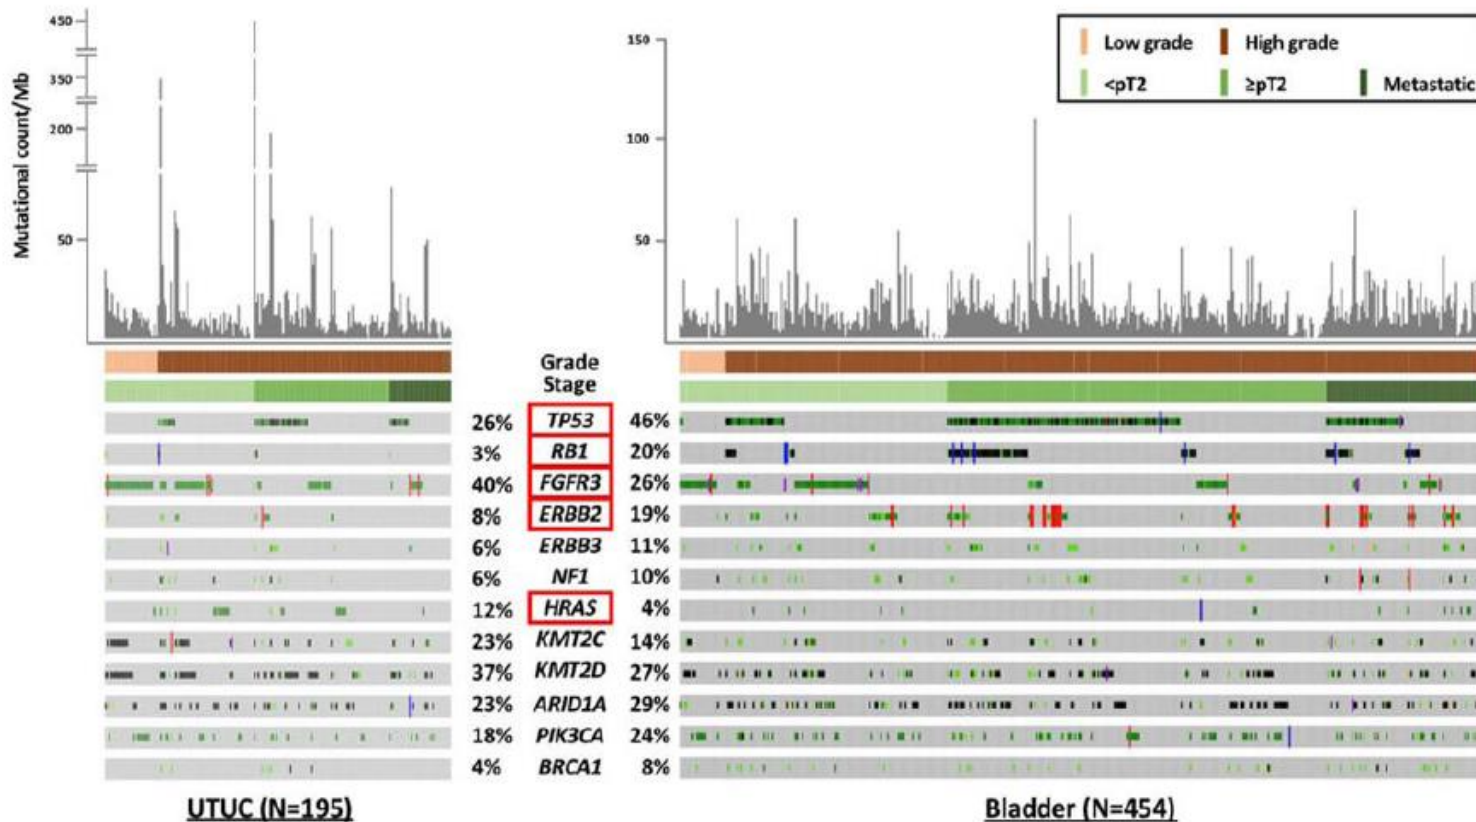 Low grade High grade
<pT2 ≥pT2 Metastatic
Mutational count/Mb
450
350
200
50
150
100
50
Grade
Stage
26% TP53 46%
3% RB1 20%
40% FGFR3 26%
8% ERBB2 19%
6% ERBB3 11%
6% NF1 10%
12% HRAS 4%
23% KMT2C 14%
37% KMT2D 27%
23% ARID1A 29%
18% PIK3CA 24%
4% BRCA1 8%
UTUC (N=195) Bladder (N=454)